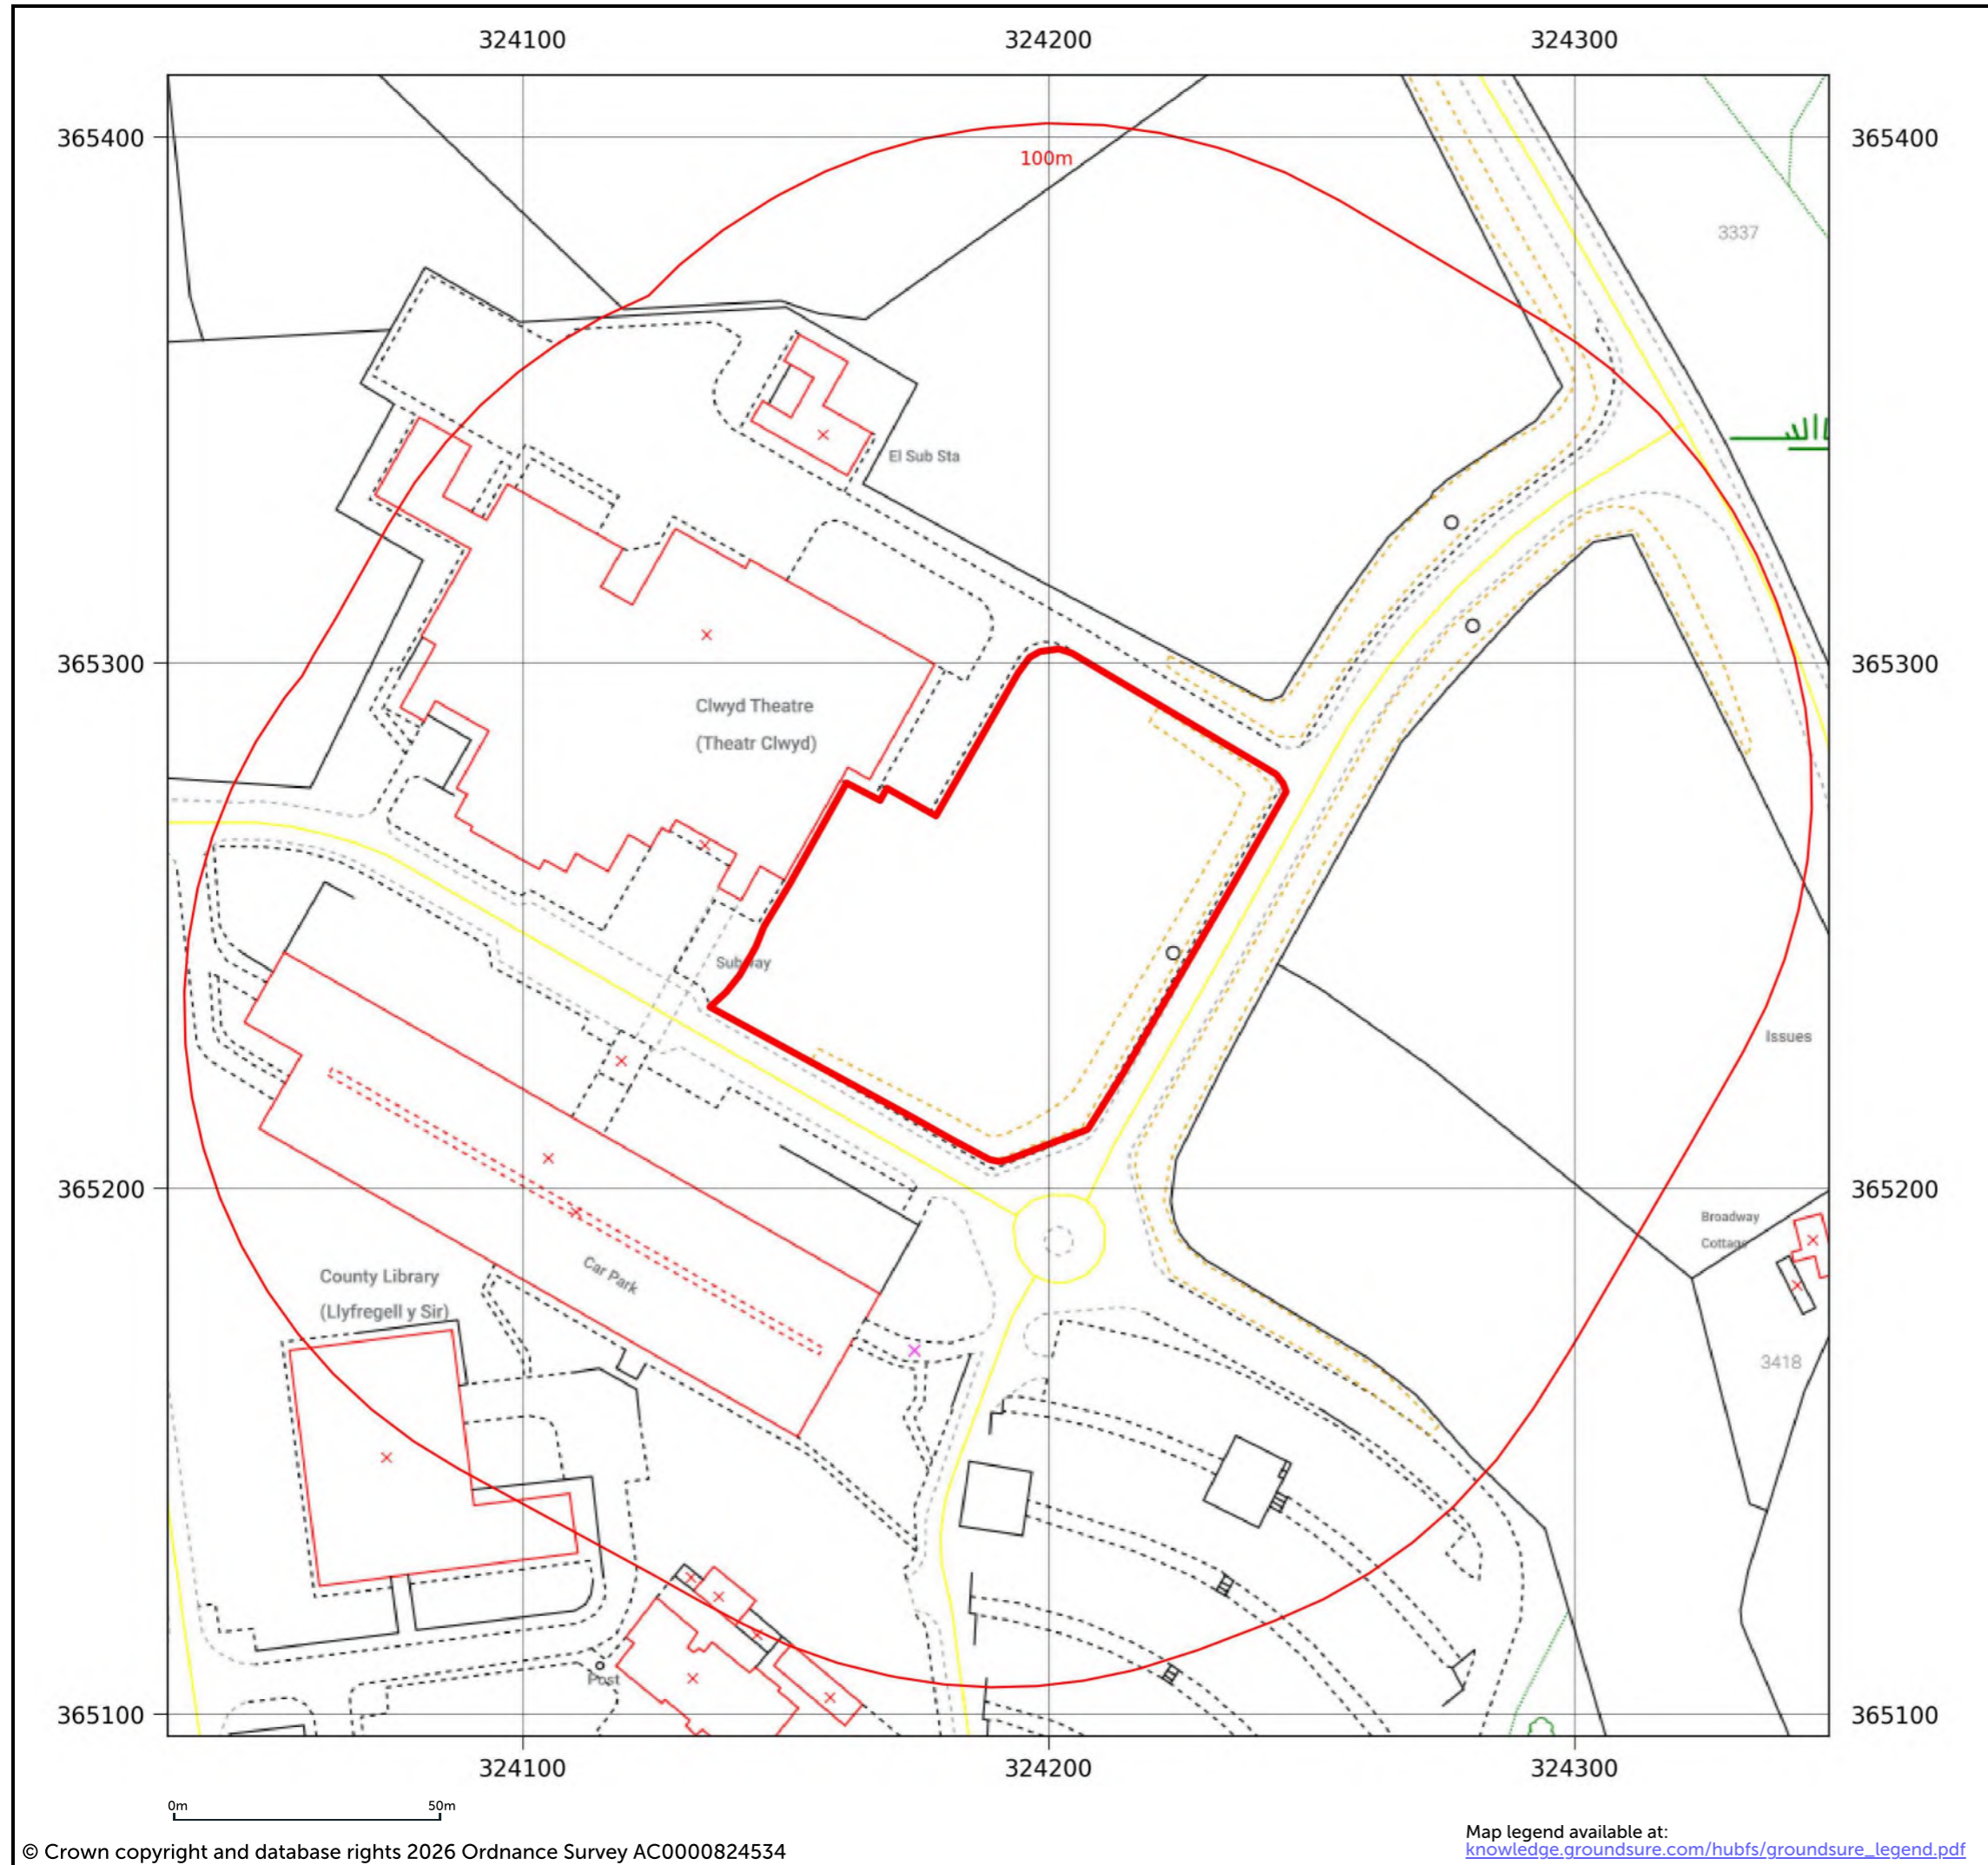 324100 324200 324300
365400 365400
100m
3337
El Sub Sta
365300 365300
Clwyd Theatre
(Theatr Clwyd)
Subway
Issues
365200 365200
Broadway
Cottage
Car Park
County Library
(Llyfregell y Sir)
3418
Post
365100 365100
324100 324200 324300
0m 50m
Map legend available at:
© Crown copyright and database rights 2026 Ordnance Survey AC0000824534
knowledge.groundsure.com/hubfs/groundsure_legend.pdf